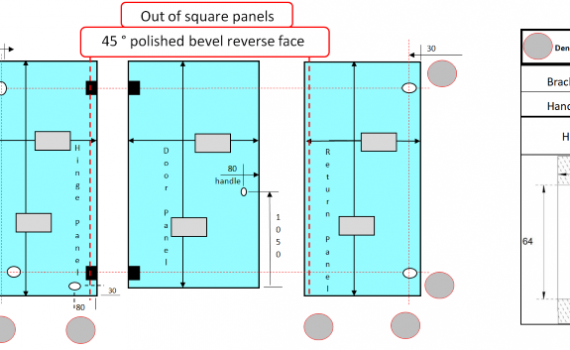 Out of square panels
45 ° polished bevel reverse face
30
Den
Brac
Hand
H
Hinge Panel
Door Panel
80
handle
1050
Return Panel
64
30
80